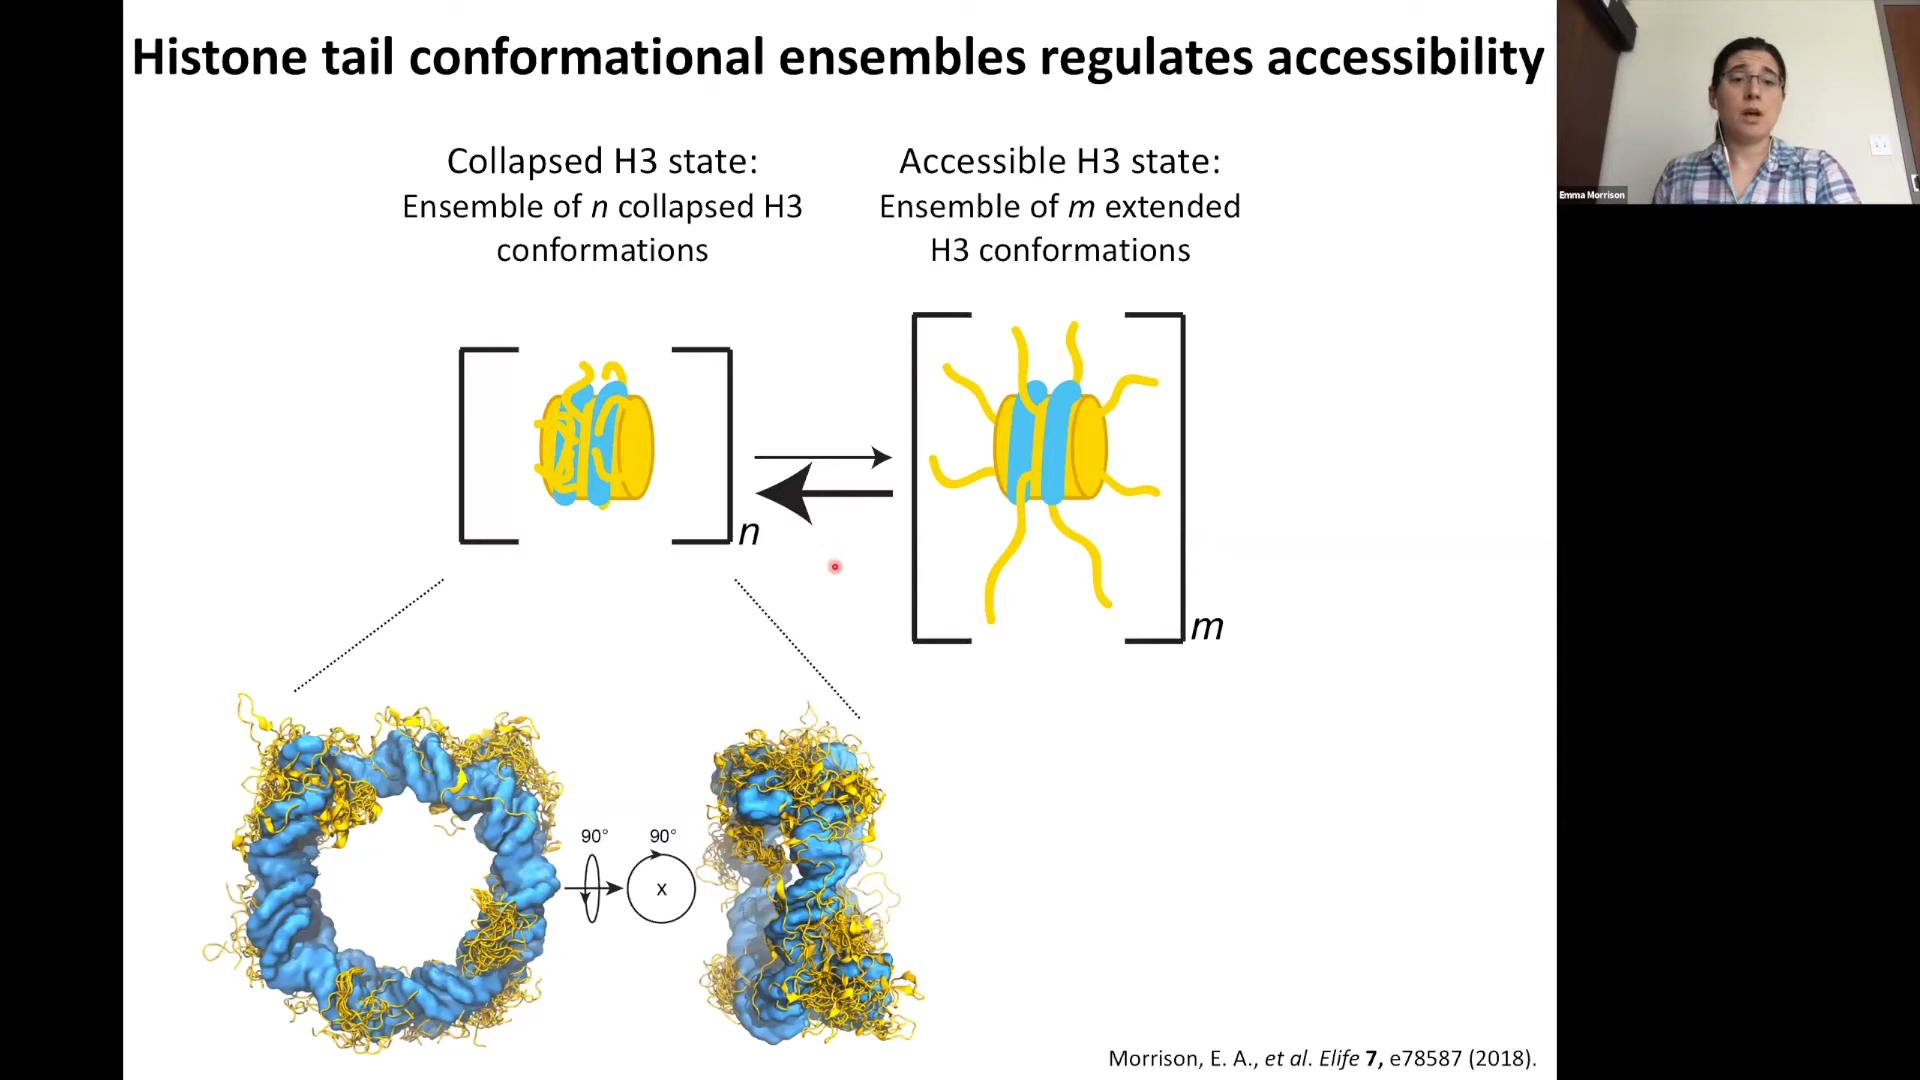 Histone tail conformational ensembles regulates accessibility
Emma Morrison
Collapsed H3 state:
Ensemble of n collapsed H3
conformations
Accessible H3 state:
Ensemble of m extended
H3 conformations
n
m
90°
90°
x
Morrison, E. A., et al. Elife 7, e78587 (2018).